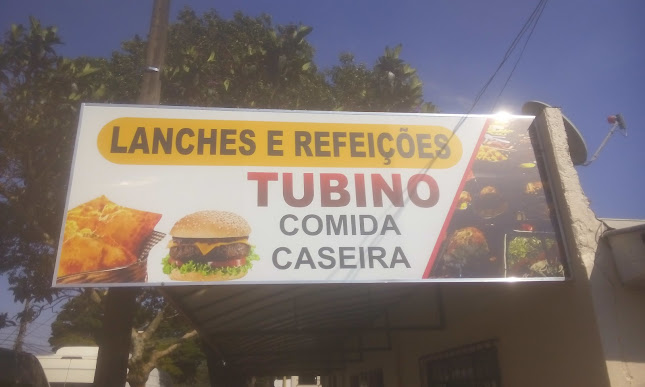 LANCHES E REFEIÇÕES
TUBINO
COMIDA
CASEIRA